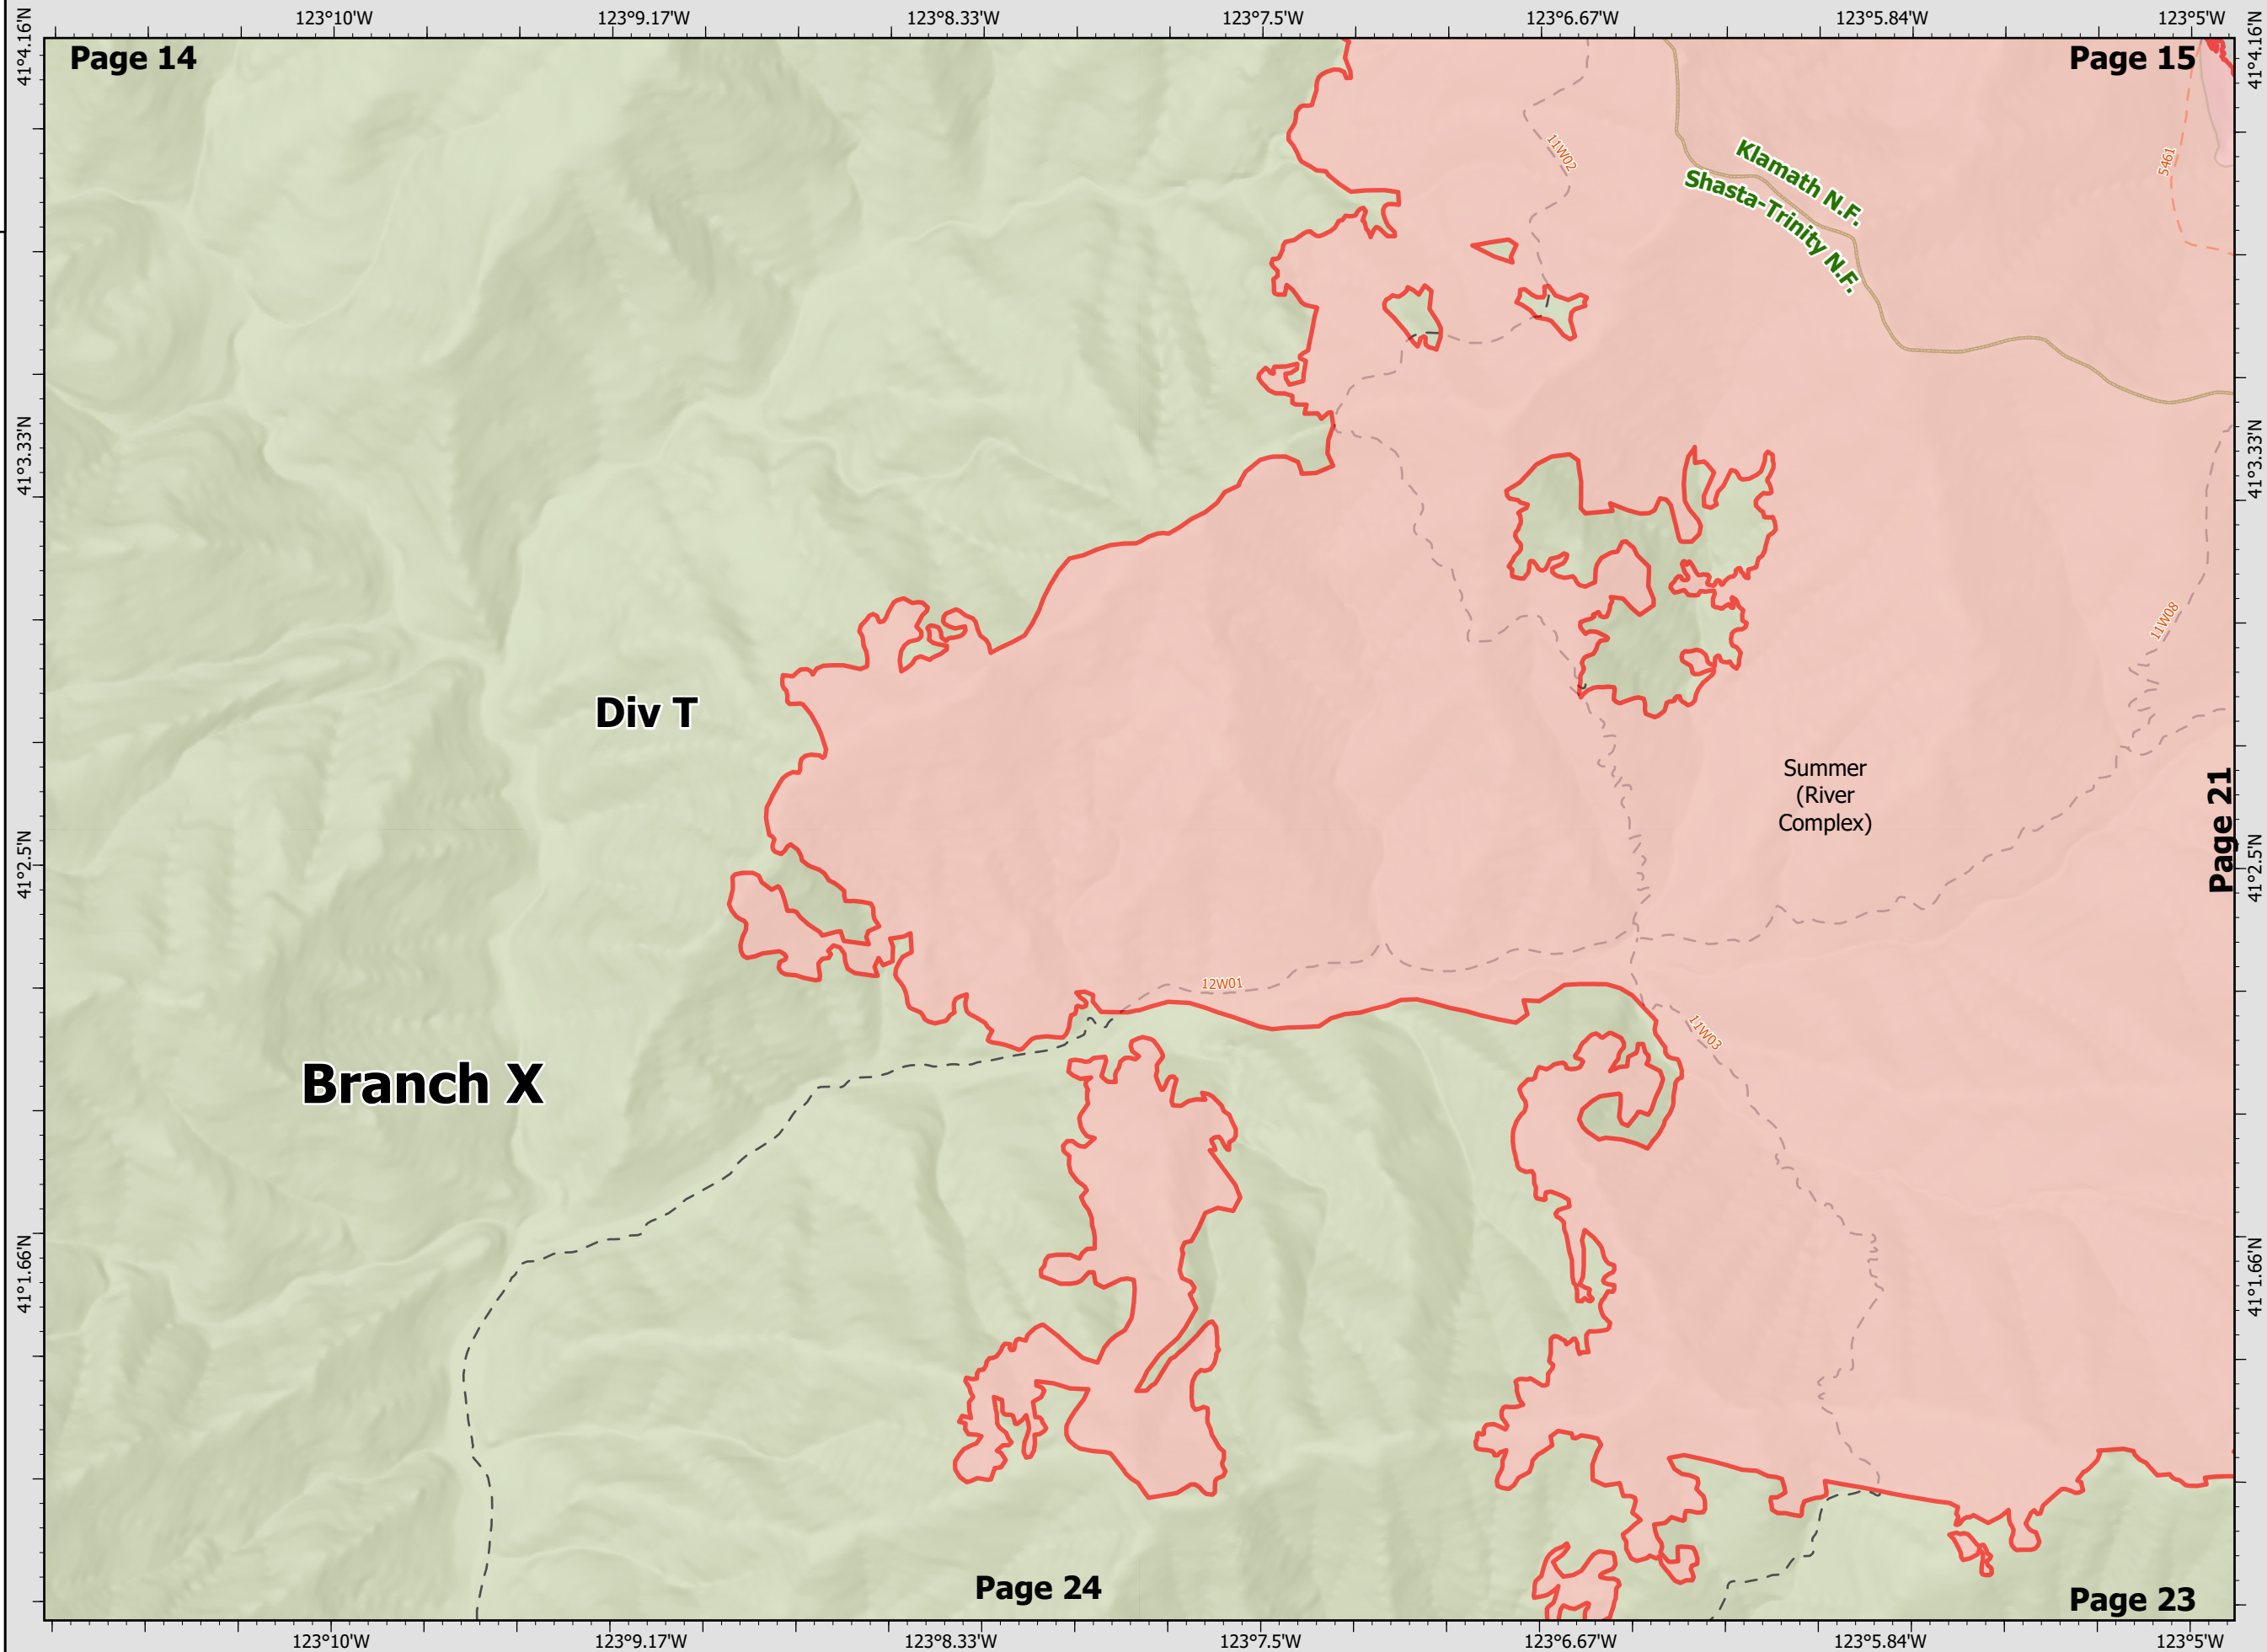 123°10'W
123°9.17'W
123°8.33'W
123°7.5'W
123°6.67'W
123°5.84'W
123°5'W
41°4.16'N
41°4.16'N
Page 14
Page 15
11W02
Klamath N.F.
Shasta-Trinity N.F.
5461
41°3.33'N
41°3.33'N
11W08
Div T
Summer
(River
Complex)
Page 21
41°2.5'N
41°2.5'N
12W01
11W03
Branch X
41°1.66'N
41°1.66'N
Page 24
Page 23
123°10'W
123°9.17'W
123°8.33'W
123°7.5'W
123°6.67'W
123°5.84'W
123°5'W